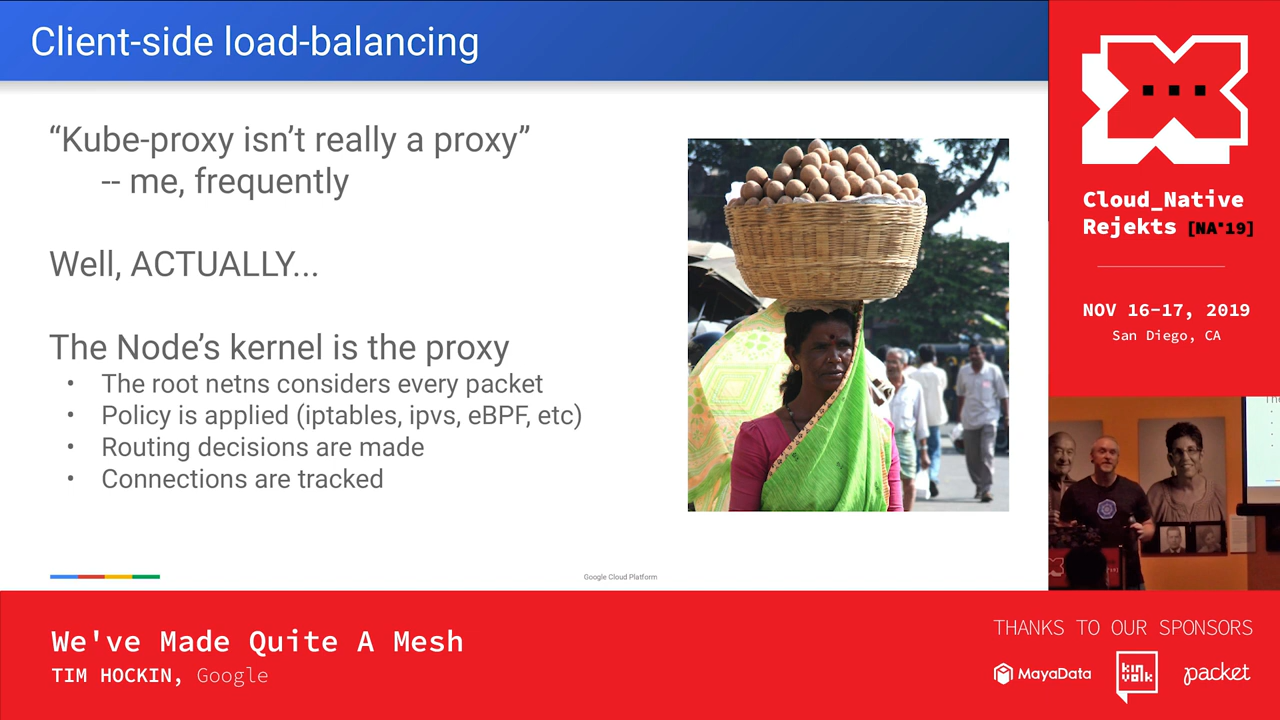 Client-side load-balancing
“Kube-proxy isn’t really a proxy”
-- me, frequently
Well, ACTUALLY...
The Node’s kernel is the proxy
• The root netns considers every packet
• Policy is applied (iptables, ipvs, eBPF, etc)
• Routing decisions are made
• Connections are tracked
Google Cloud Platform
Cloud_Native
Rejekts [NA'19]
NOV 16-17, 2019
San Diego, CA
We've Made Quite A Mesh
TIM HOCKIN, Google
THANKS TO OUR SPONSORS
MayaData
kinvolk
packet